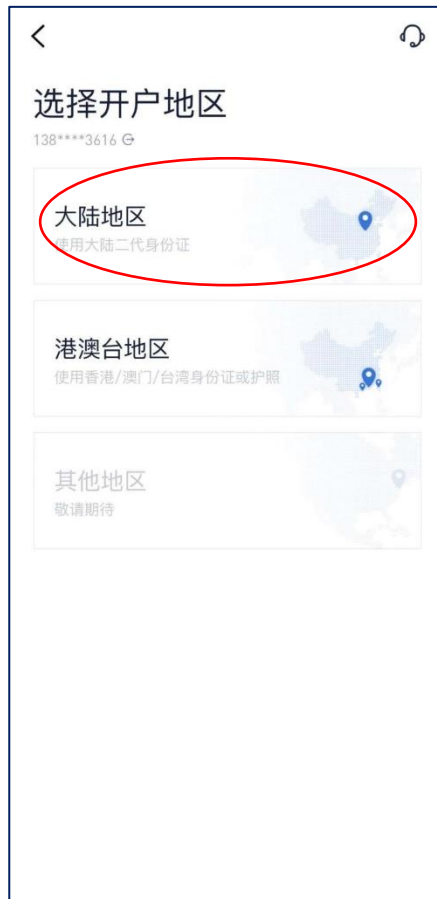 选择开户地区
138****3616
大陆地区
使用大陆二代身份证
港澳台地区
使用香港/澳门/台湾身份证或护照
其他地区
敬请期待